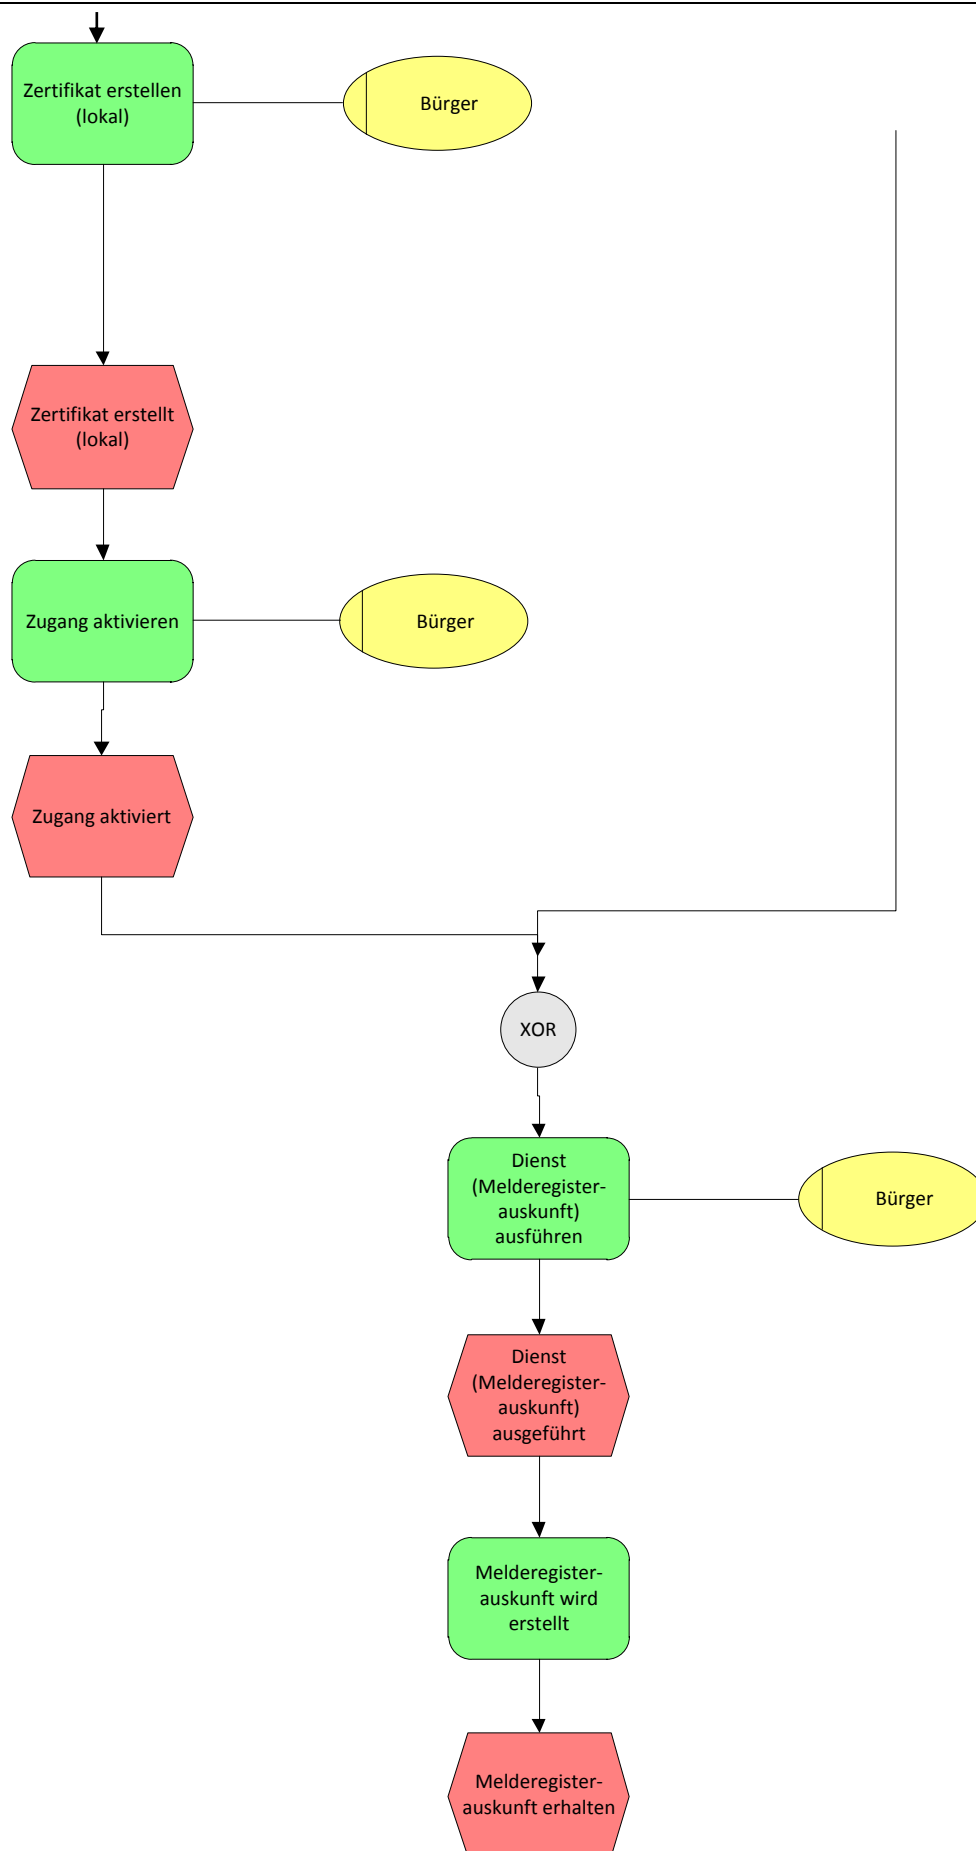 Zertifikat erstellen
(lokal)
Bürger
Zertifikat erstellt
(lokal)
Zugang aktivieren
Bürger
Zugang aktiviert
XOR
Dienst
(Melderegister-
auskunft)
ausführen
Bürger
Dienst
(Melderegister-
auskunft)
ausgeführt
Melderegister-
auskunft wird
erstellt
Melderegister-
auskunft erhalten